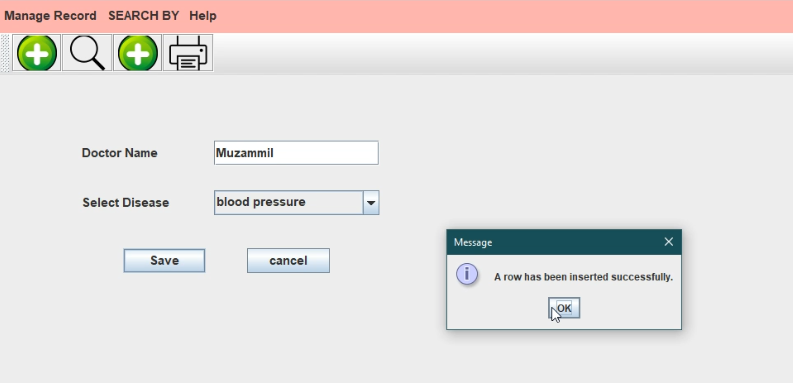 Manage Record SEARCH BY Help
Doctor Name Muzammil
Select Disease blood pressure
Save cancel
Message
A row has been inserted successfully.
OK